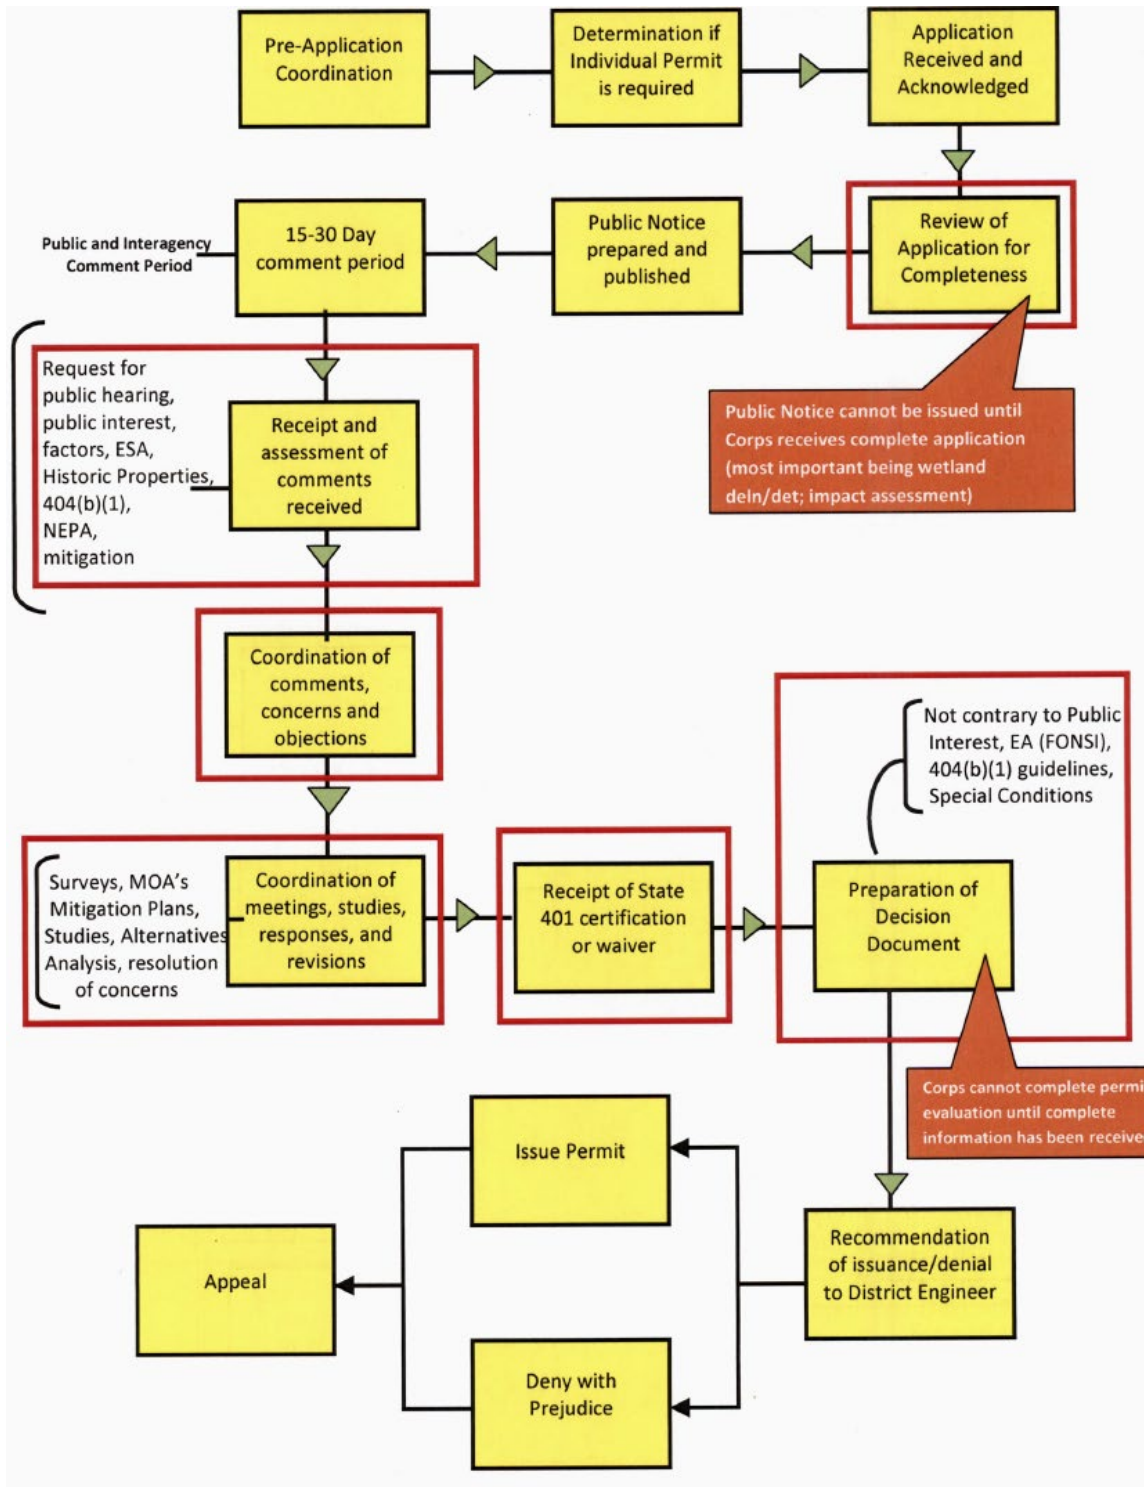 Pre-Application
Coordination
Determination if
Individual Permit
is required
Application
Received and
Acknowledged
Review of
Application for
Completeness
Public Notice
prepared and
published
15-30 Day
comment period
Public and Interagency
Comment Period
Public Notice cannot be issued until
Corps receives complete application
(most important being wetland
deln/det; impact assessment)
Request for
public hearing,
public interest,
factors, ESA,
Historic Properties,
404(b)(1),
NEPA,
mitigation
Receipt and
assessment of
comments
received
Coordination of
comments,
concerns and
objections
Surveys, MOA's
Mitigation Plans,
Studies, Alternatives
Analysis, resolution
of concerns
Coordination of
meetings, studies,
responses, and
revisions
Receipt of State
401 certification
or waiver
Not contrary to Public
Interest, EA (FONSI),
404(b)(1) guidelines,
Special Conditions
Preparation of
Decision
Document
Corps cannot complete permi
evaluation until complete
information has been receive
Recommendation
of issuance/denial
to District Engineer
Issue Permit
Deny with
Prejudice
Appeal